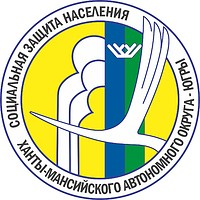 СОЦИАЛЬНАЯ ЗАЩИТА НАСЕЛЕНИЯ
ХАНТЫ-МАНСИЙСКОГО АВТОНОМНОГО ОКРУГА - ЮГРЫ